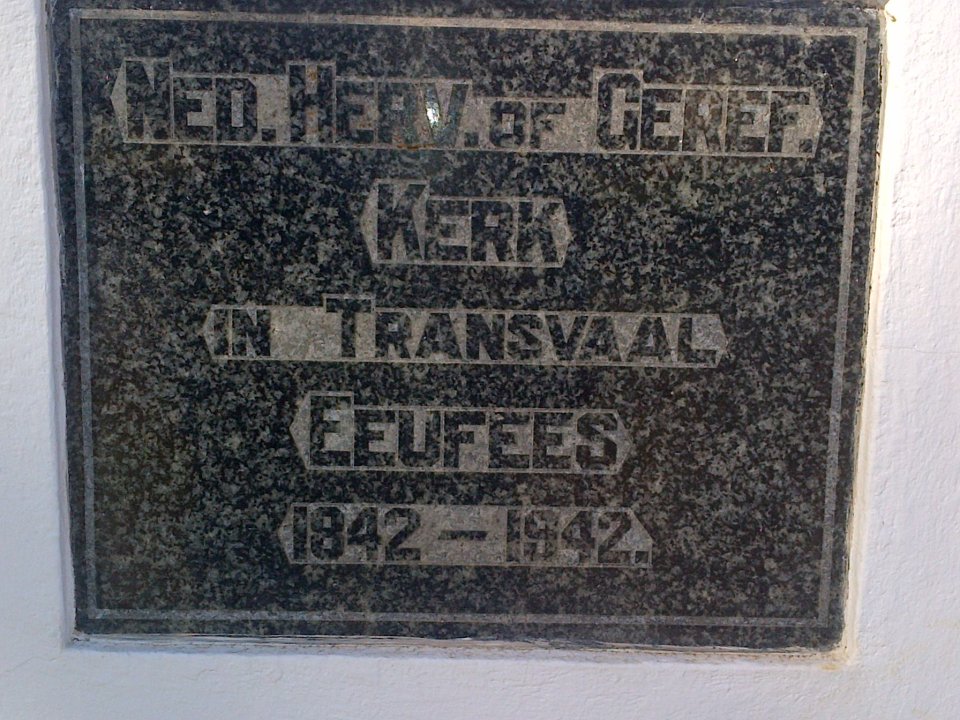 NED. HERV. OF GEREF.
KERK
IN TRANSVAAL
EEUFEES
1842 – 1942.